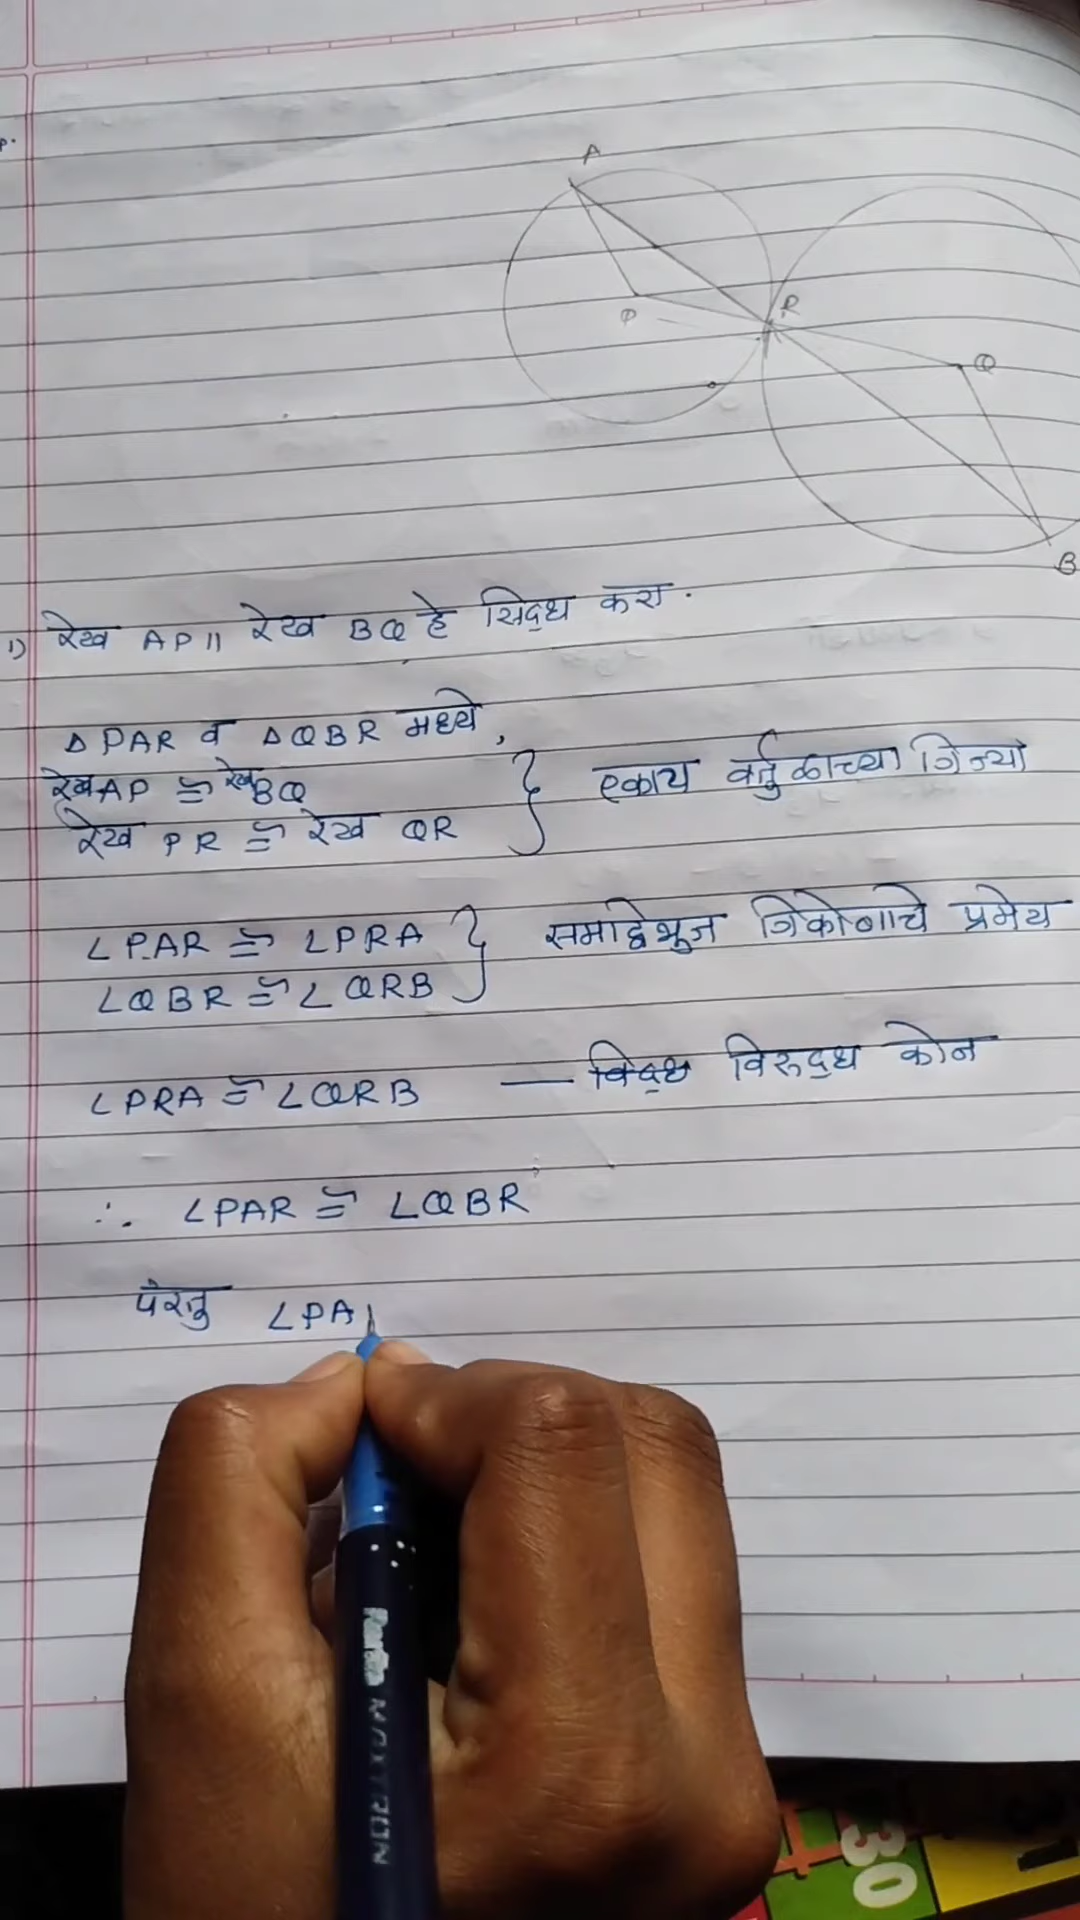 A
R
P
Q
B
1) रेख AP || रेख BQ हे सिद्ध करा.
△ PAR व △ QBR मध्ये,
रेख AP ≅ रेख BQ
रेख PR ≅ रेख QR } एकाच वर्तुळाच्या त्रिज्या
∠PAR ≅ ∠PRA
∠QBR ≅ ∠QRB } समद्विभुज त्रिकोणाचे प्रमेय
∠PRA ≅ ∠QRB — विरुद्ध कोन
∴ ∠PAR ≅ ∠QBR
परंतु ∠PA
30